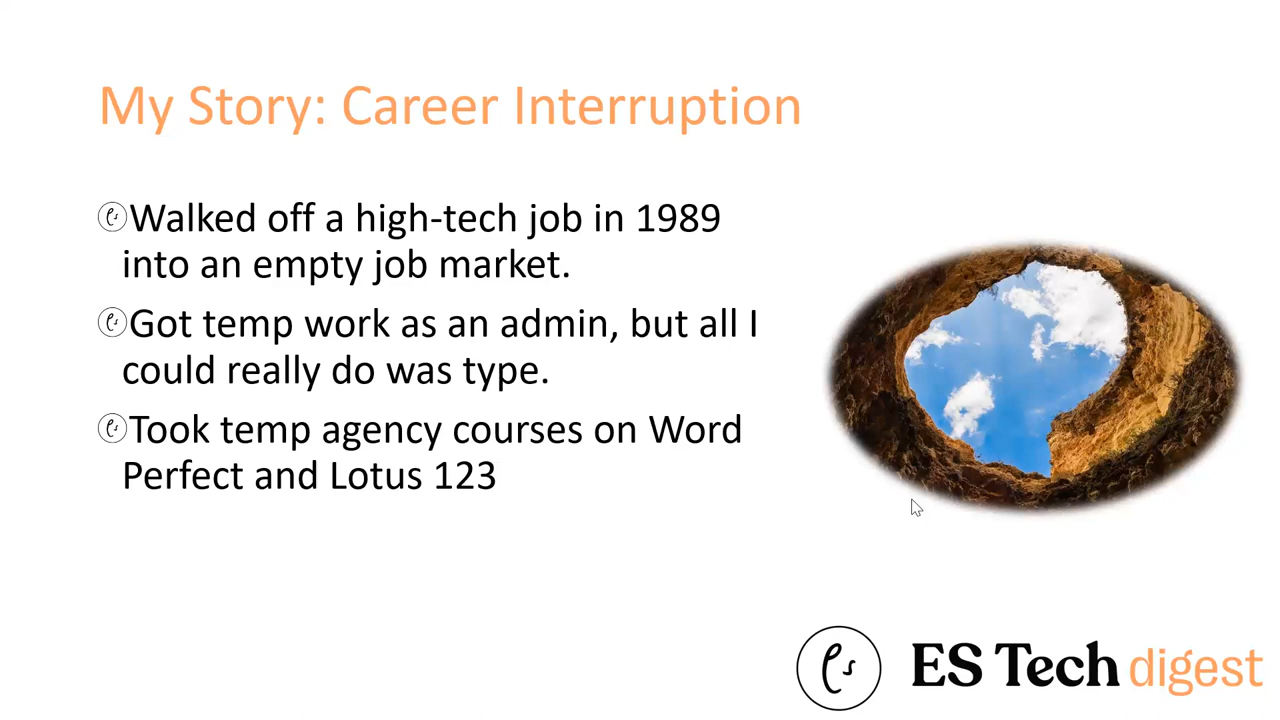 My Story: Career Interruption
Walked off a high-tech job in 1989
into an empty job market.
Got temp work as an admin, but all I
could really do was type.
Took temp agency courses on Word
Perfect and Lotus 123
es ES Tech digest